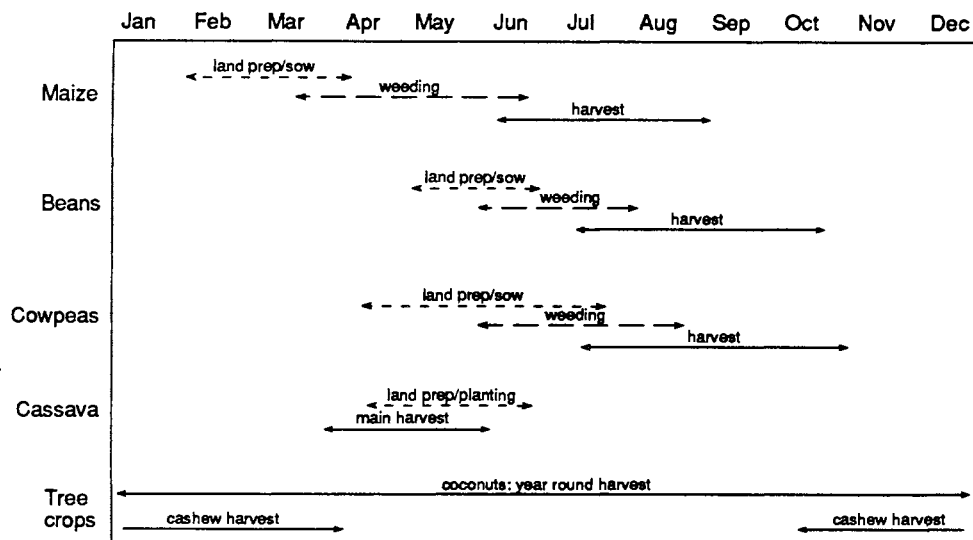 Jan Feb Mar Apr May Jun Jul Aug Sep Oct Nov Dec
land prep/sow
Maize
weeding
harvest
land prep/sow
Beans
weeding
harvest
land prep/sow
Cowpeas
weeding
harvest
land prep/planting
Cassava
main harvest
coconuts: year round harvest
Tree
crops
cashew harvest
cashew harvest